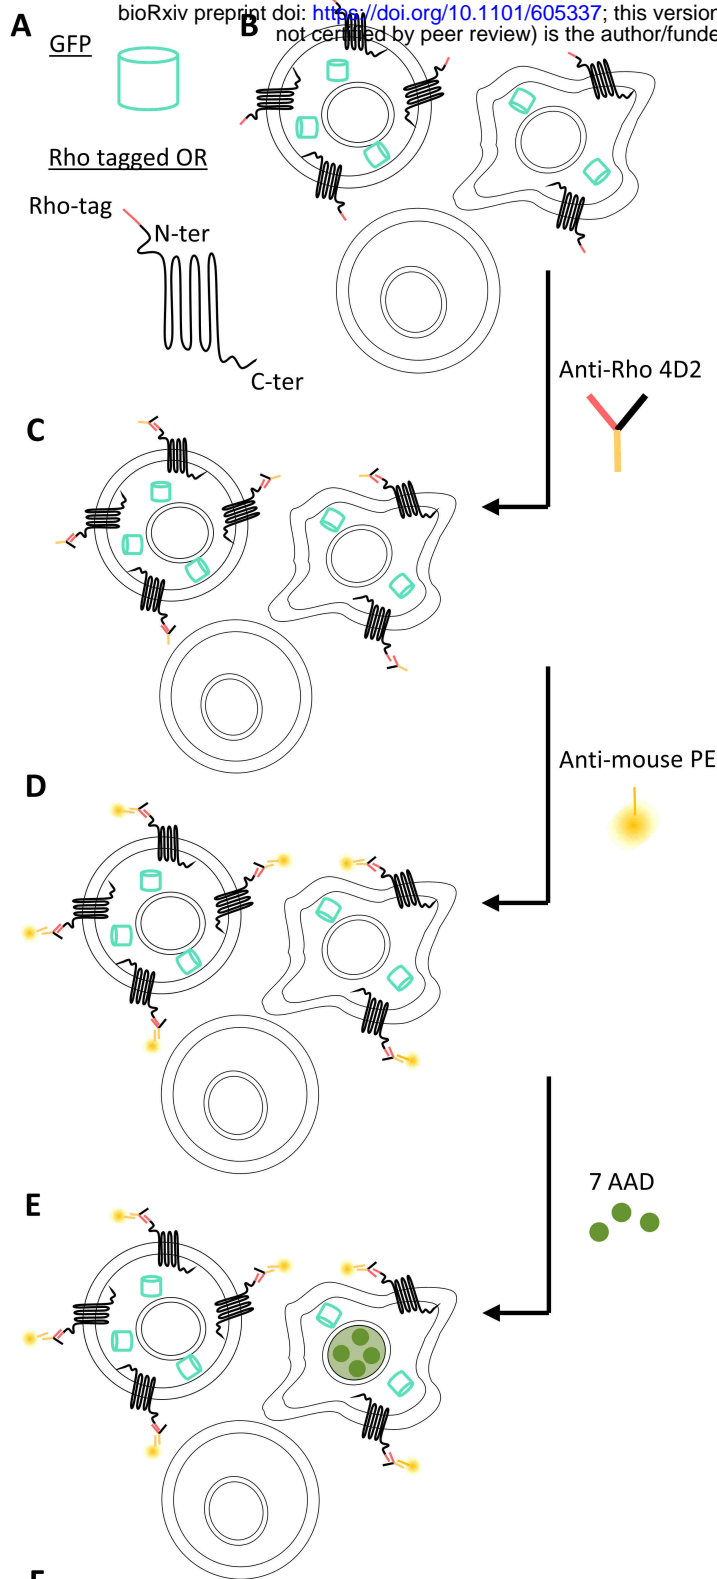 bioRxiv preprint doi: https://doi.org/10.1101/605337; this version
not certified by peer review) is the author/funde
A
GFP
Rho tagged OR
Rho-tag
N-ter
C-ter
B
Anti-Rho 4D2
C
Anti-mouse PE
D
7 AAD
E